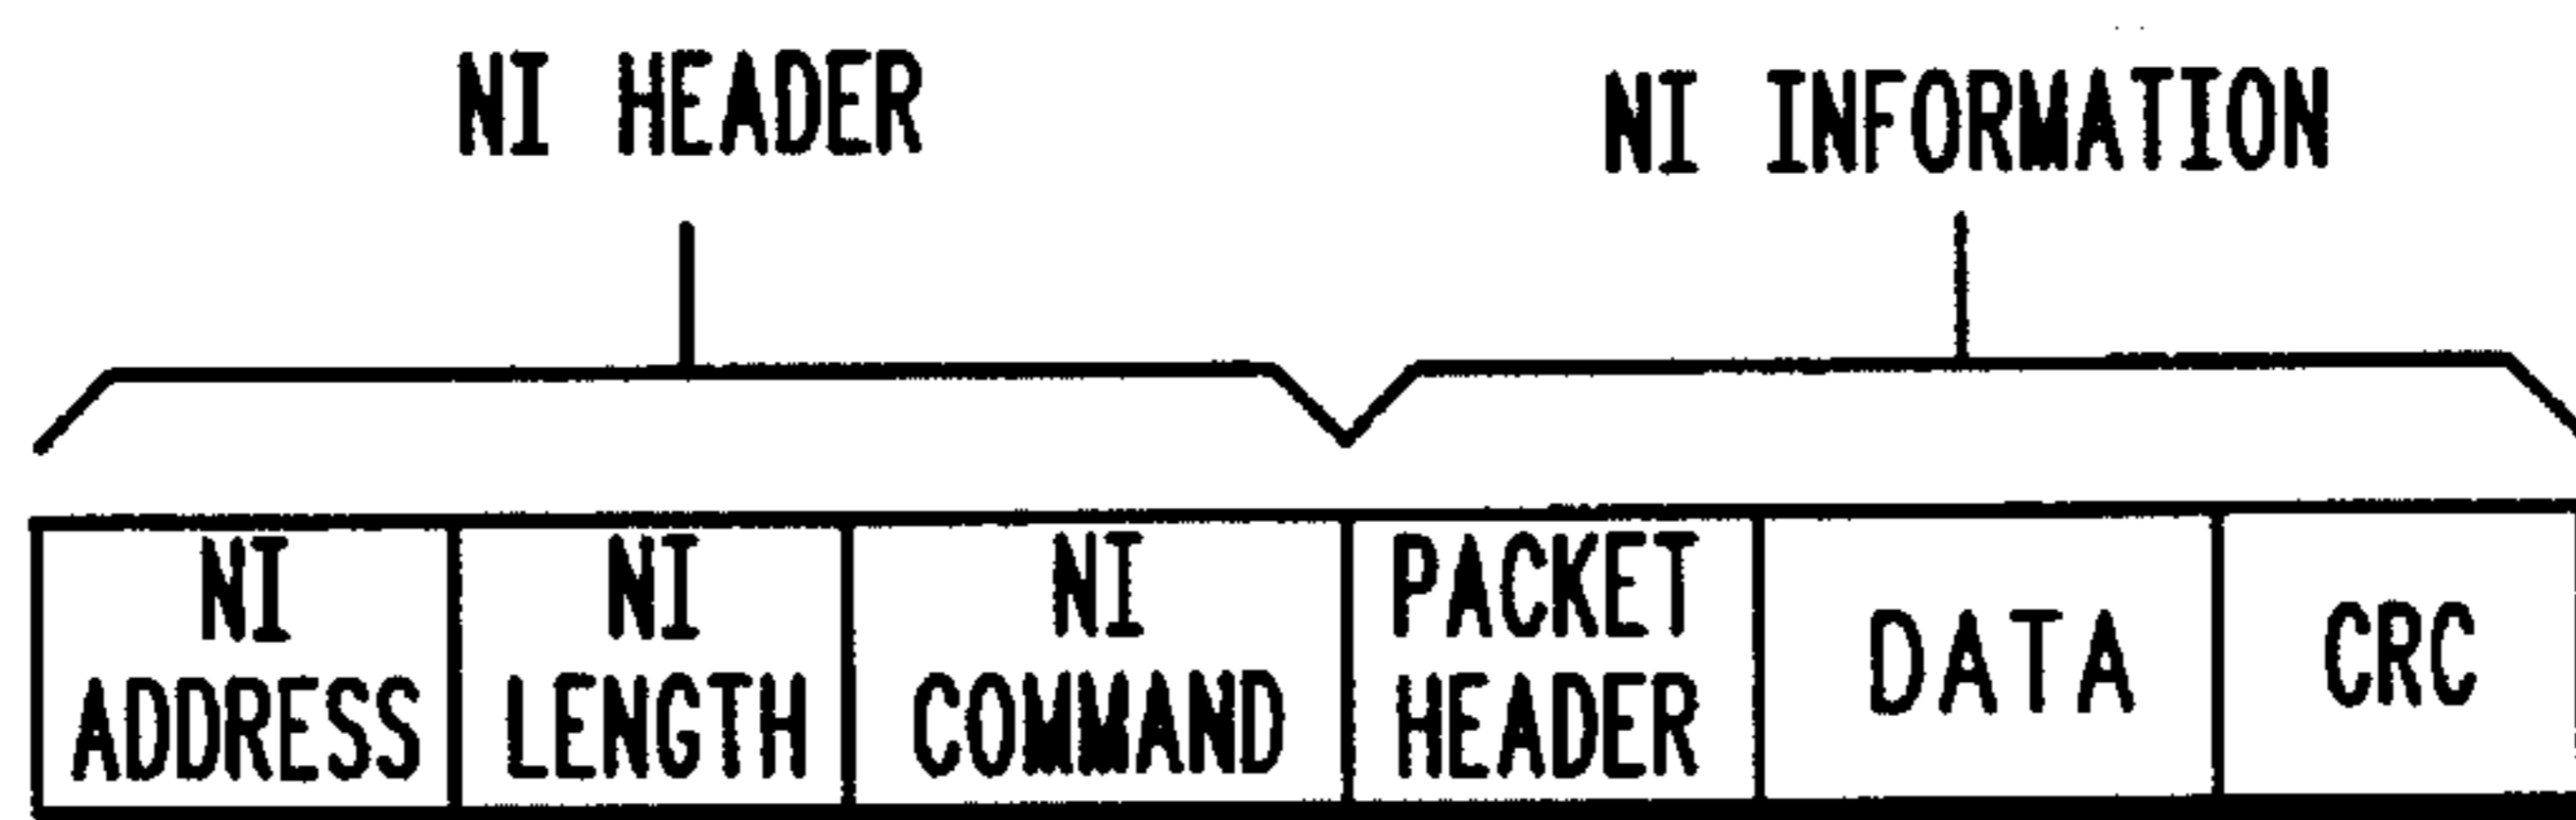 NI HEADER
NI INFORMATION
NI ADDRESS
NI LENGTH
NI COMMAND
PACKET HEADER
DATA
CRC